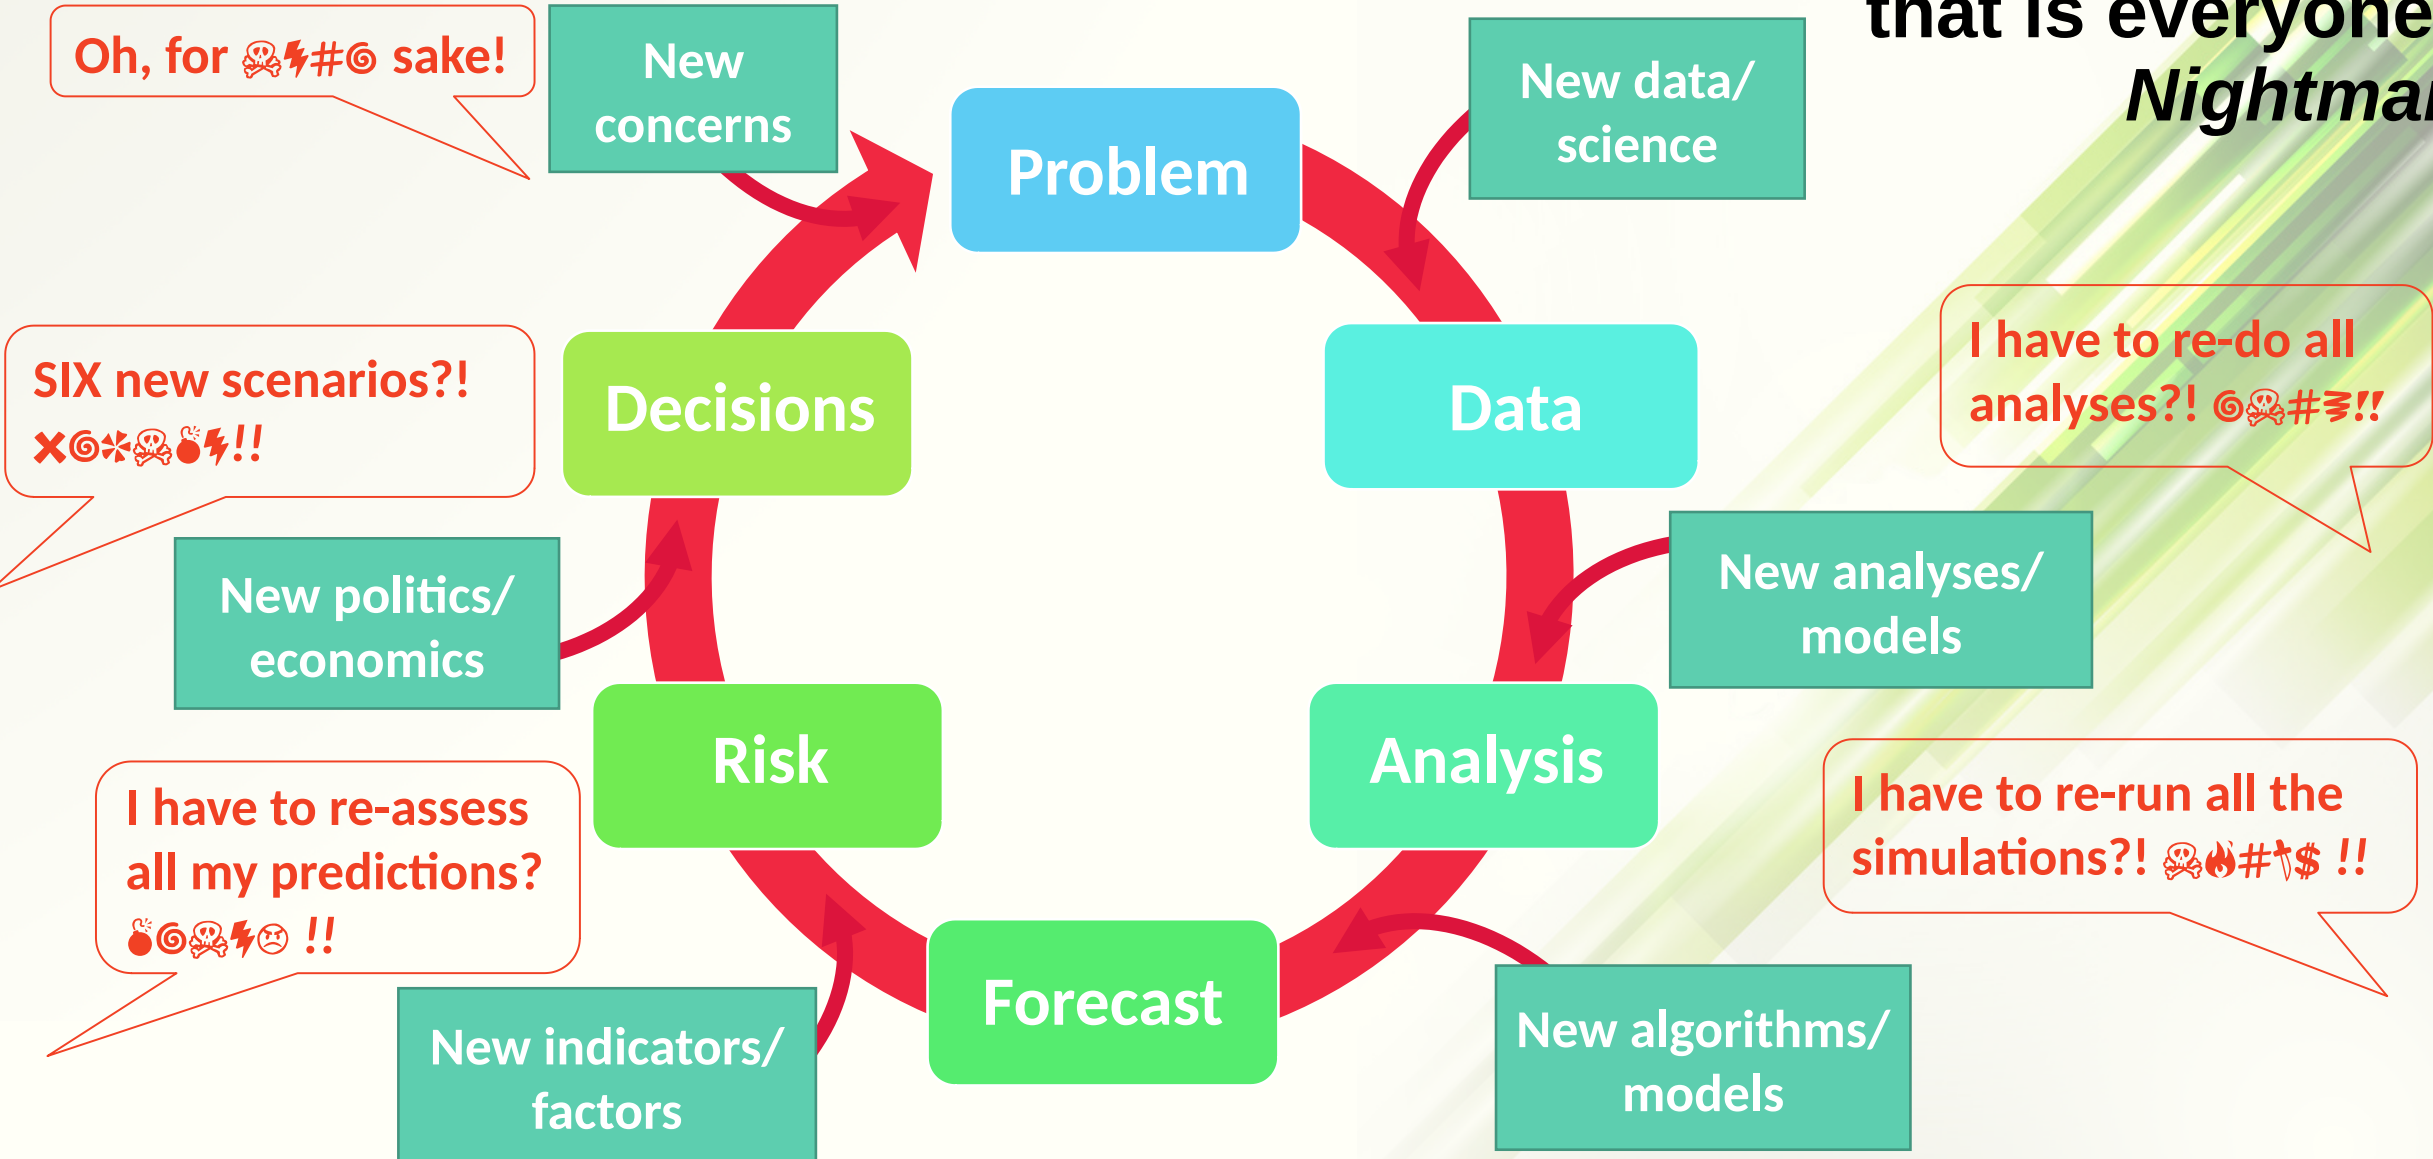 that is everyone
Nightmar
Oh, for ☠⚡#🌀 sake!
New
concerns
New data/
science
Problem
SIX new scenarios?!
✖🌀✲☠💣⚡!!
Decisions
Data
I have to re-do all
analyses?! 🌀☠#〰!!
New politics/
economics
New analyses/
models
Risk
Analysis
I have to re-assess
all my predictions?
💣🌀☠⚡😠 !!
I have to re-run all the
simulations?! ☠🔥#🗡$ !!
Forecast
New indicators/
factors
New algorithms/
models